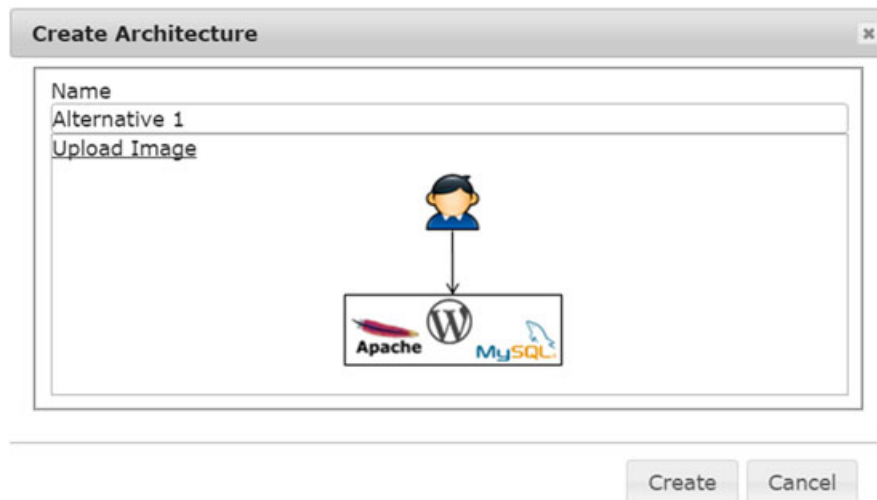 Create Architecture
Name
Alternative 1
Upload Image
W
Apache
MySQL
Create Cancel